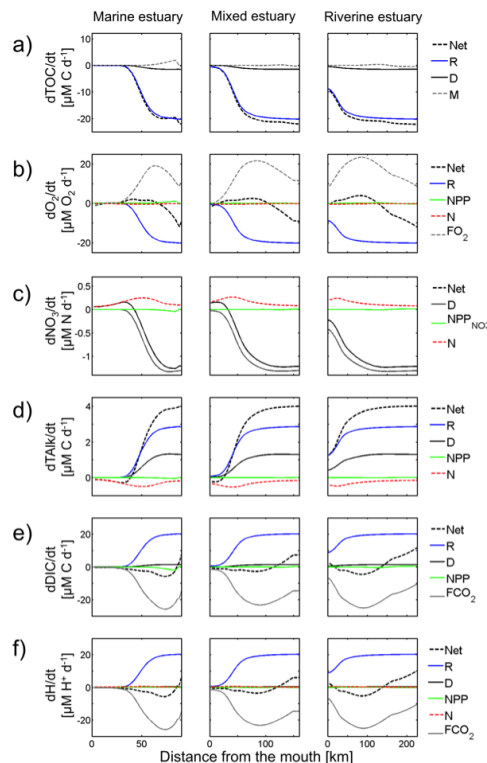 Marine estuary Mixed estuary Riverine estuary
a)
dTOC/dt
[µM C d⁻¹]
10
0
-10
-20
Net
R
D
M
b)
dO₂/dt
[µM O₂ d⁻¹]
20
0
-20
Net
R
NPP
N
FO₂
c)
dNO₃/dt
[µM N d⁻¹]
0.5
0
-0.5
-1
Net
D
NPP NO3
N
d)
dTAlk/dt
[µM C d⁻¹]
4
2
0
Net
R
D
NPP
N
e)
dDIC/dt
[µM C d⁻¹]
20
0
-20
Net
R
D
NPP
FCO₂
f)
dH/dt
[µM H⁺ d⁻¹]
20
0
-20
Net
R
D
NPP
N
FCO₂
50 0 50 100 150 0 100 200
Distance from the mouth [km]